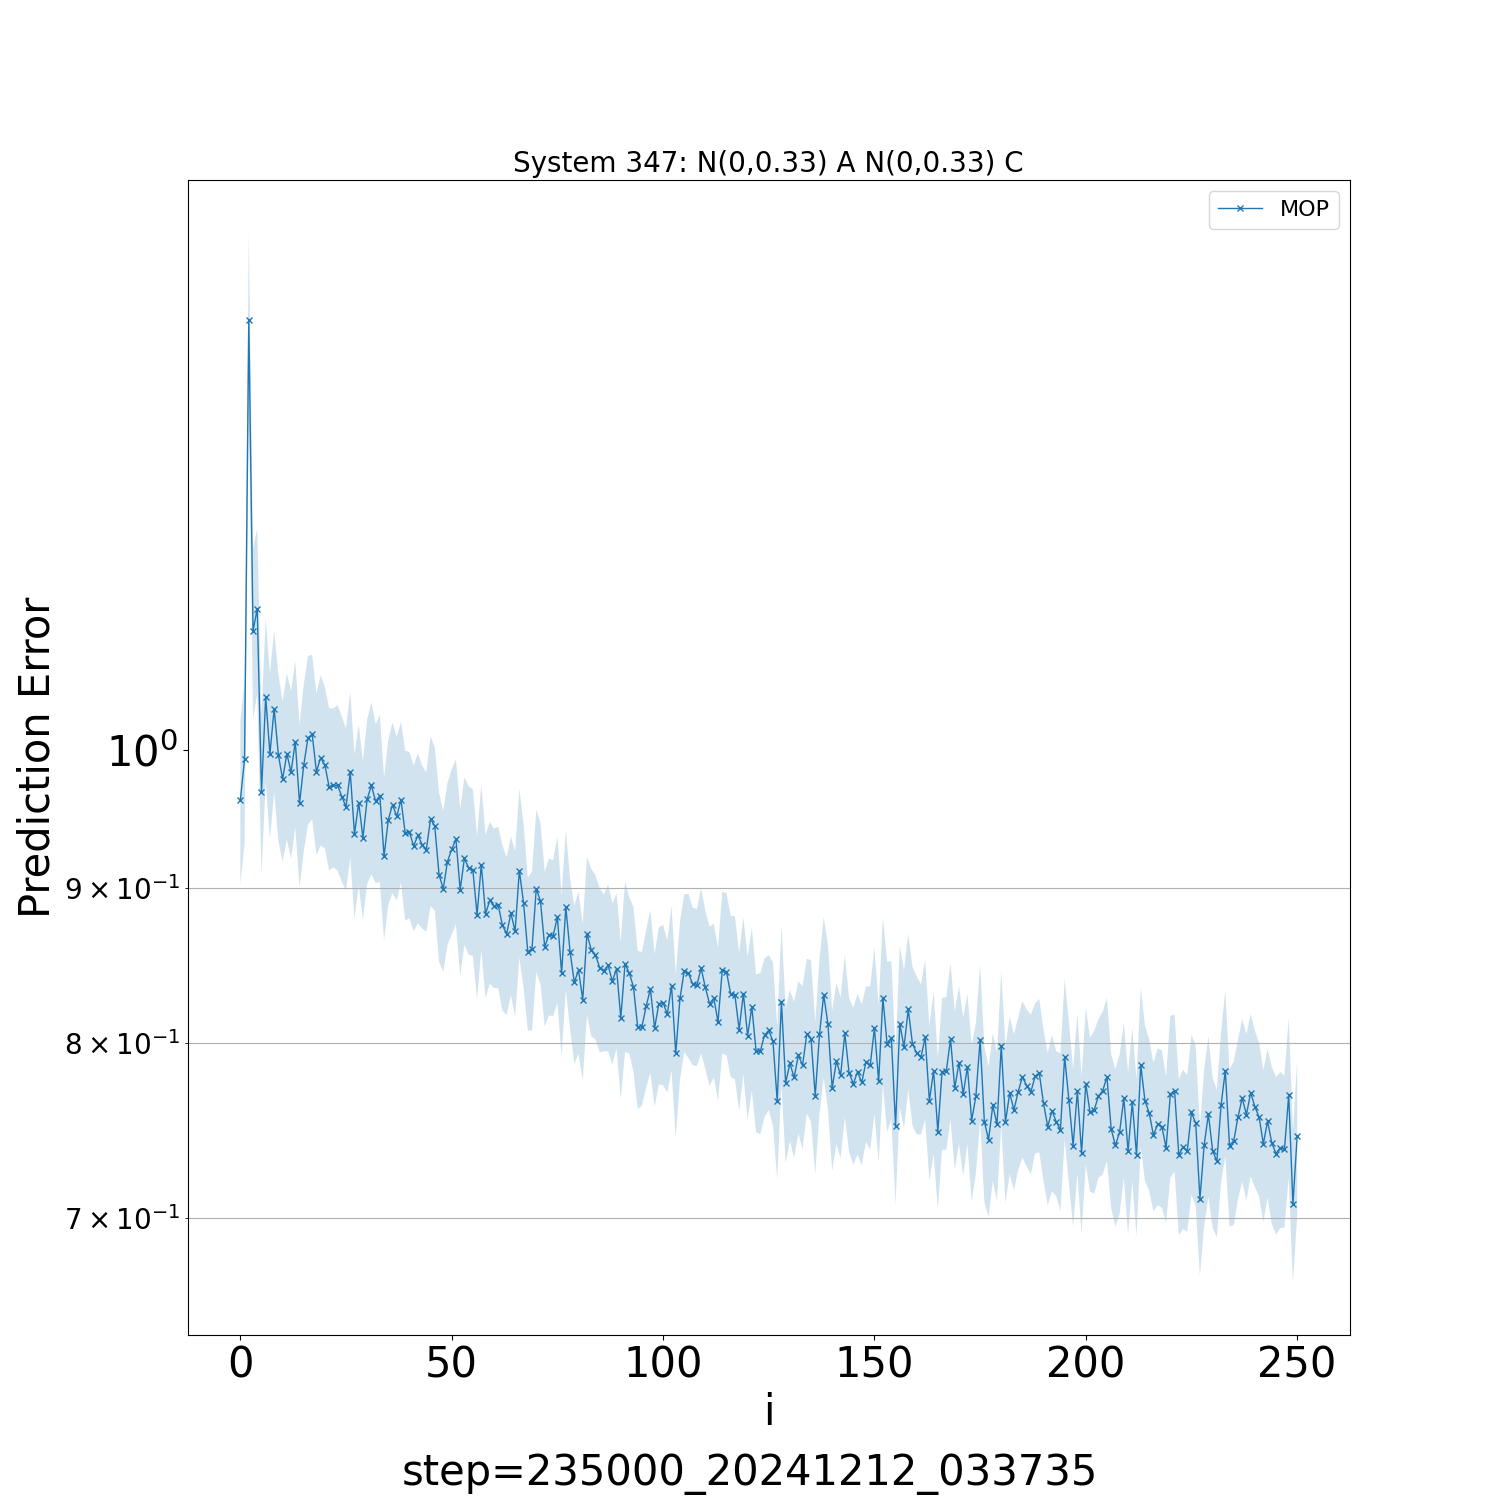 System 347: N(0,0.33) A N(0,0.33) C
MOP
Prediction Error
10⁰
9 × 10⁻¹
8 × 10⁻¹
7 × 10⁻¹
0 50 100 150 200 250
i
step=235000_20241212_033735